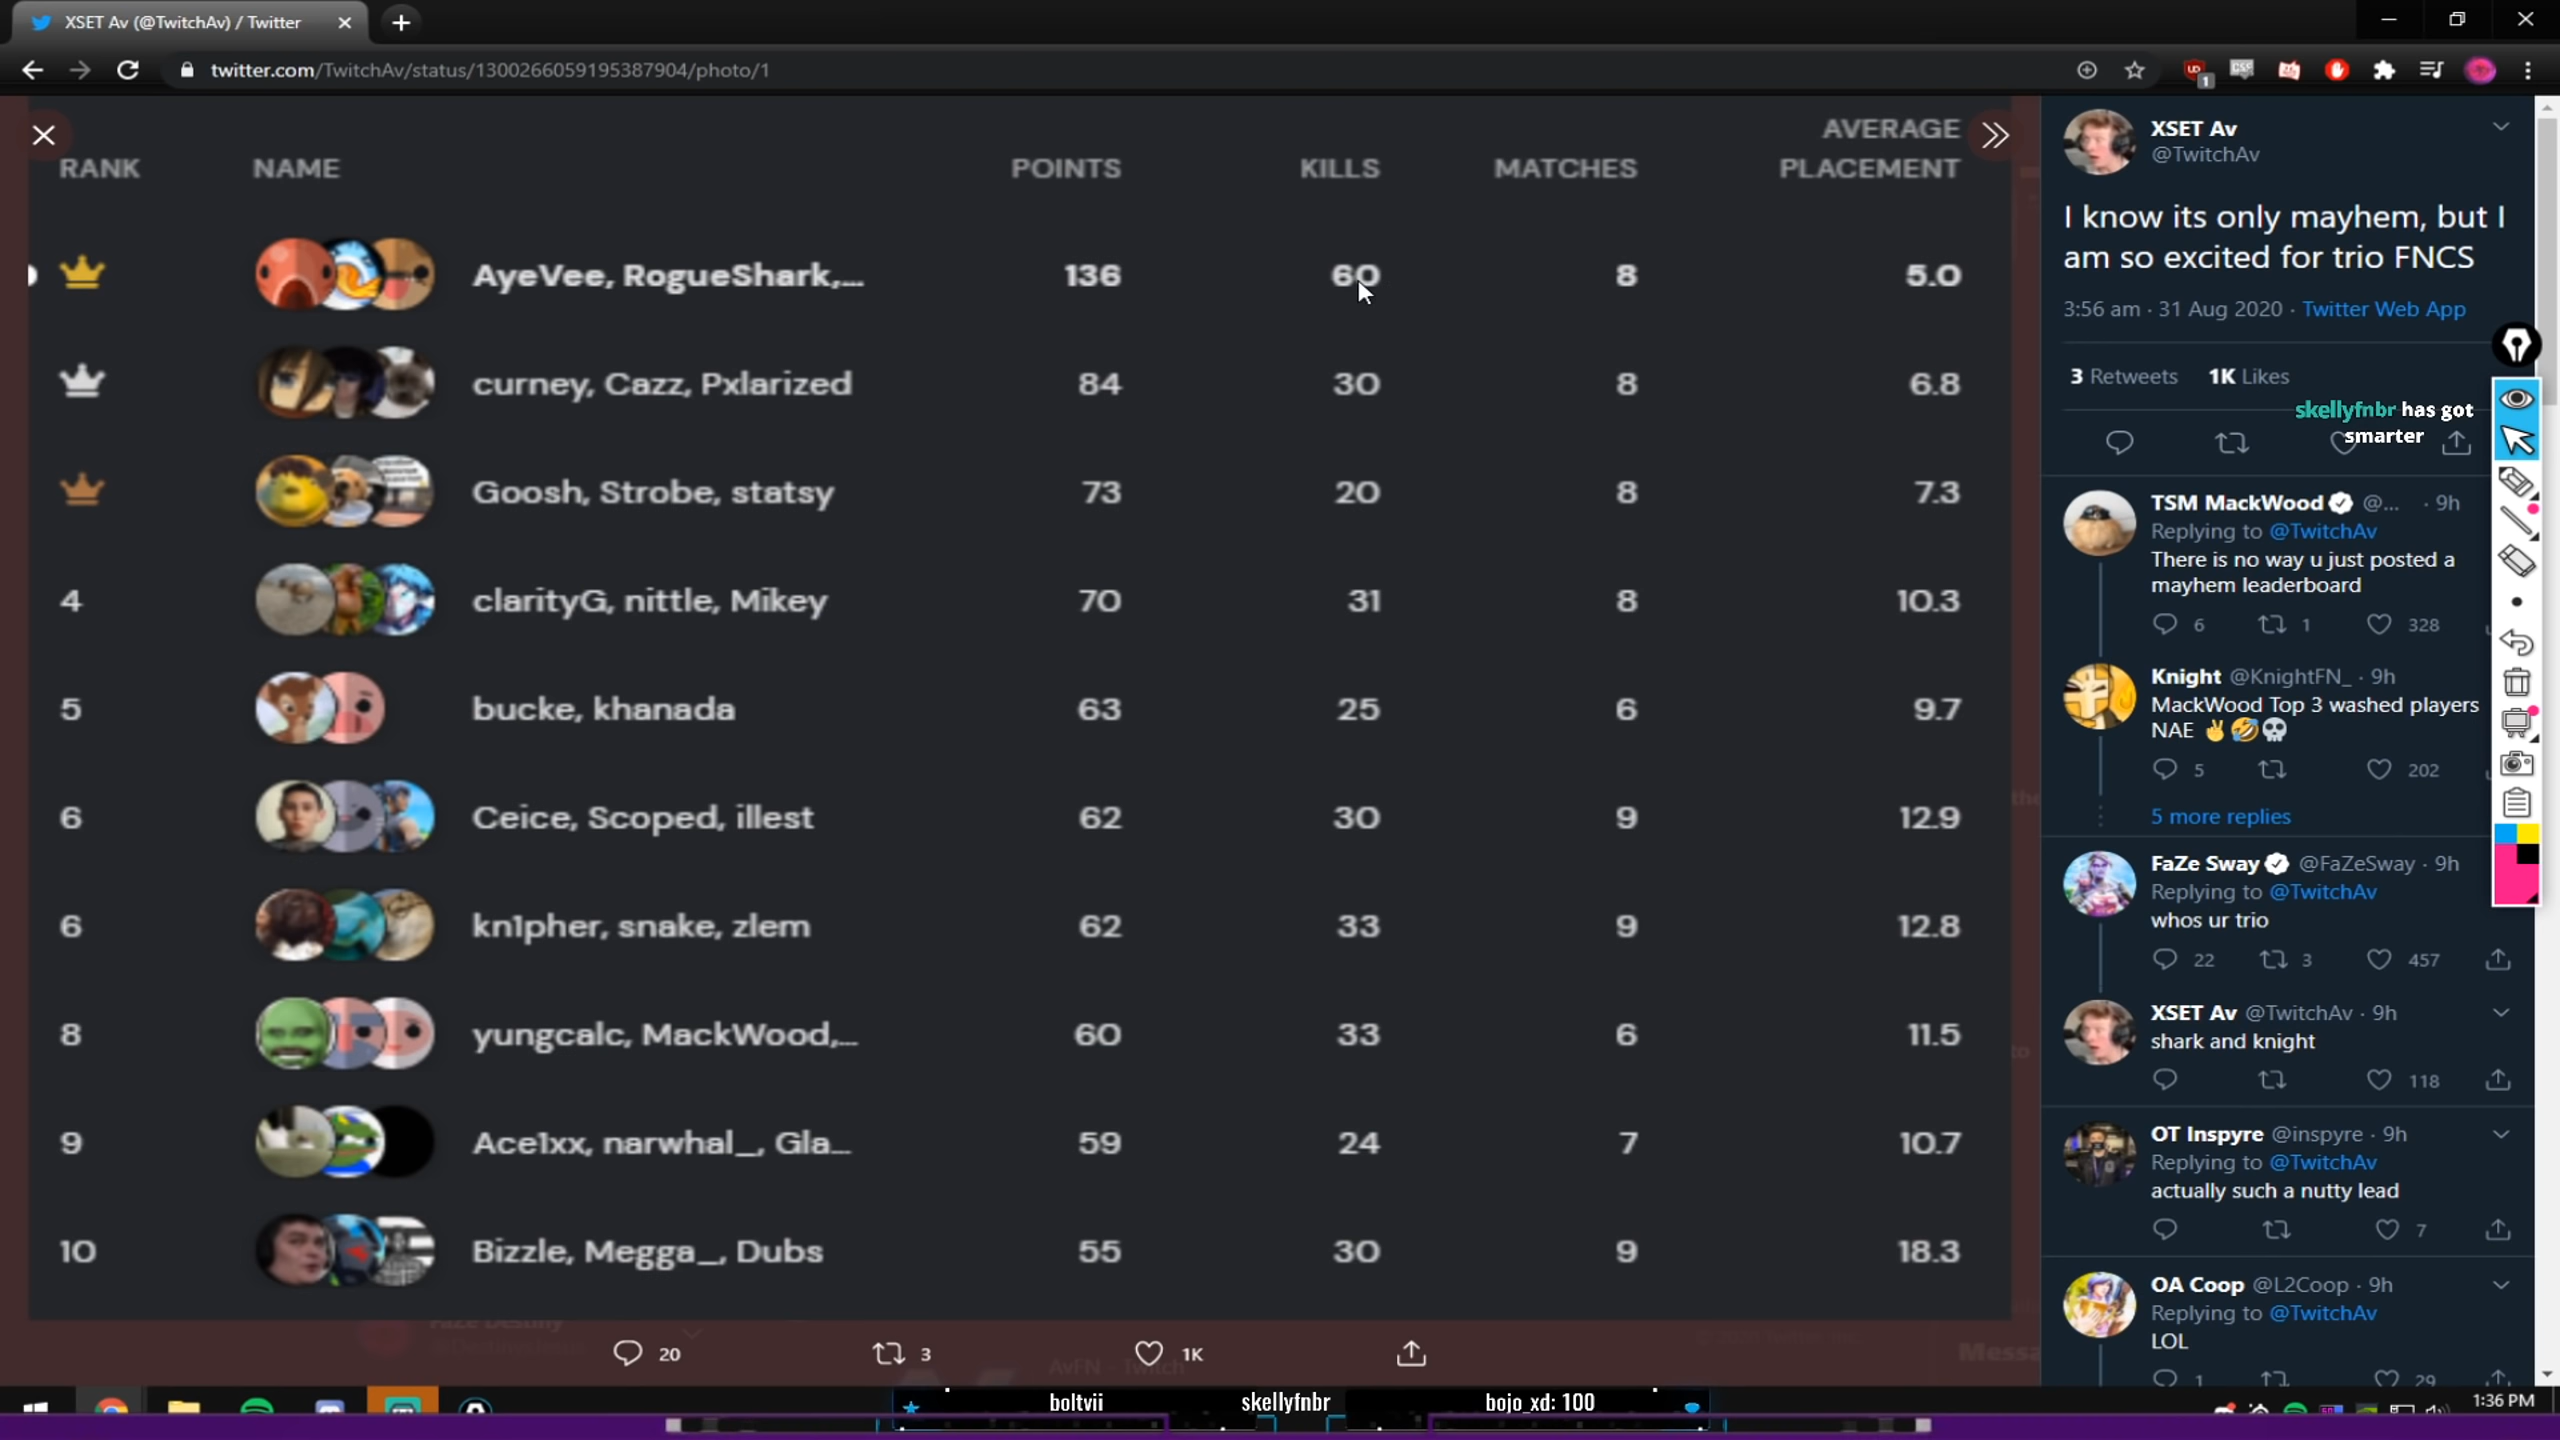 XSET Av (@TwitchAv) / Twitter
twitter.com/TwitchAv/status/1300266059195387904/photo/1
RANK NAME POINTS KILLS MATCHES AVERAGE PLACEMENT
AyeVee, RogueShark,... 136 60 8 5.0
curney, Cazz, Pxlarized 84 30 8 6.8
Goosh, Strobe, statsy 73 20 8 7.3
4 clarityG, nittle, Mikey 70 31 8 10.3
5 bucke, khanada 63 25 6 9.7
6 Ceice, Scoped, illest 62 30 9 12.9
6 kn1pher, snake, zlem 62 33 9 12.8
8 yungcalc, MackWood,... 60 33 6 11.5
9 Ace1xx, narwhal_, Gla... 59 24 7 10.7
10 Bizzle, Megga_, Dubs 55 30 9 18.3
20 3 1K
XSET Av
@TwitchAv
I know its only mayhem, but I
am so excited for trio FNCS
3:56 am · 31 Aug 2020 · Twitter Web App
3 Retweets 1K Likes
skellyfnbr has got
smarter
TSM MackWood @... · 9h
Replying to @TwitchAv
There is no way u just posted a
mayhem leaderboard
6 1 328
Knight @KnightFN_ · 9h
MackWood Top 3 washed players
NAE ✌🤣💀
5 202
5 more replies
FaZe Sway @FaZeSway · 9h
Replying to @TwitchAv
whos ur trio
22 3 457
XSET Av @TwitchAv · 9h
shark and knight
118
OT Inspyre @inspyre · 9h
Replying to @TwitchAv
actually such a nutty lead
7
OA Coop @L2Coop · 9h
Replying to @TwitchAv
LOL
1 29
boltvii skellyfnbr bojo_xd: 100
1:36 PM